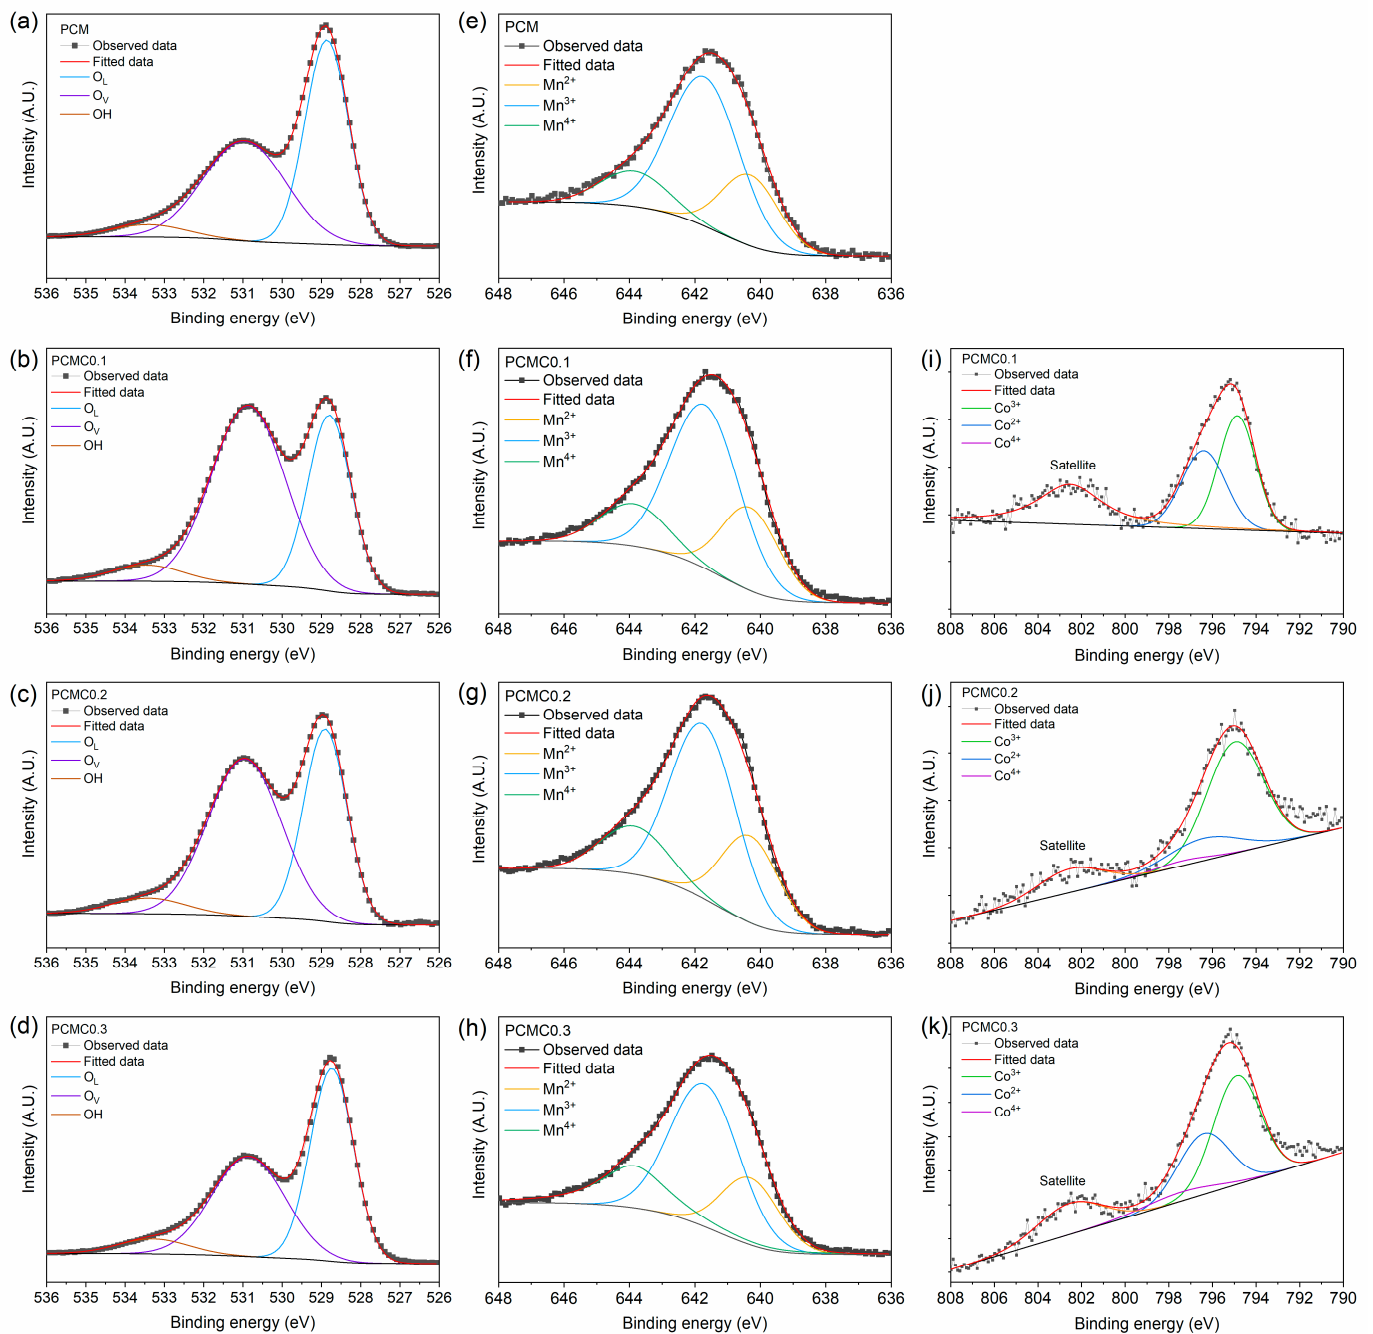 (a)
PCM
Observed data
Fitted data
O_L
O_V
OH
Intensity (A.U.)
536 535 534 533 532 531 530 529 528 527 526
Binding energy (eV)
(e)
PCM
Observed data
Fitted data
Mn²⁺
Mn³⁺
Mn⁴⁺
Intensity (A.U.)
648 646 644 642 640 638 636
Binding energy (eV)
(b)
PCMC0.1
Observed data
Fitted data
O_L
O_V
OH
Intensity (A.U.)
536 535 534 533 532 531 530 529 528 527 526
Binding energy (eV)
(f)
PCMC0.1
Observed data
Fitted data
Mn²⁺
Mn³⁺
Mn⁴⁺
Intensity (A.U.)
648 646 644 642 640 638 636
Binding energy (eV)
(i)
PCMC0.1
Observed data
Fitted data
Co³⁺
Co²⁺
Co⁴⁺
Satellite
Intensity (A.U.)
808 806 804 802 800 798 796 794 792 790
Binding energy (eV)
(c)
PCMC0.2
Observed data
Fitted data
O_L
O_V
OH
Intensity (A.U.)
536 535 534 533 532 531 530 529 528 527 526
Binding energy (eV)
(g)
PCMC0.2
Observed data
Fitted data
Mn²⁺
Mn³⁺
Mn⁴⁺
Intensity (A.U.)
648 646 644 642 640 638 636
Binding energy (eV)
(j)
PCMC0.2
Observed data
Fitted data
Co³⁺
Co²⁺
Co⁴⁺
Satellite
Intensity (A.U.)
808 806 804 802 800 798 796 794 792 790
Binding energy (eV)
(d)
PCMC0.3
Observed data
Fitted data
O_L
O_V
OH
Intensity (A.U.)
536 535 534 533 532 531 530 529 528 527 526
Binding energy (eV)
(h)
PCMC0.3
Observed data
Fitted data
Mn²⁺
Mn³⁺
Mn⁴⁺
Intensity (A.U.)
648 646 644 642 640 638 636
Binding energy (eV)
(k)
PCMC0.3
Observed data
Fitted data
Co³⁺
Co²⁺
Co⁴⁺
Satellite
Intensity (A.U.)
808 806 804 802 800 798 796 794 792 790
Binding energy (eV)